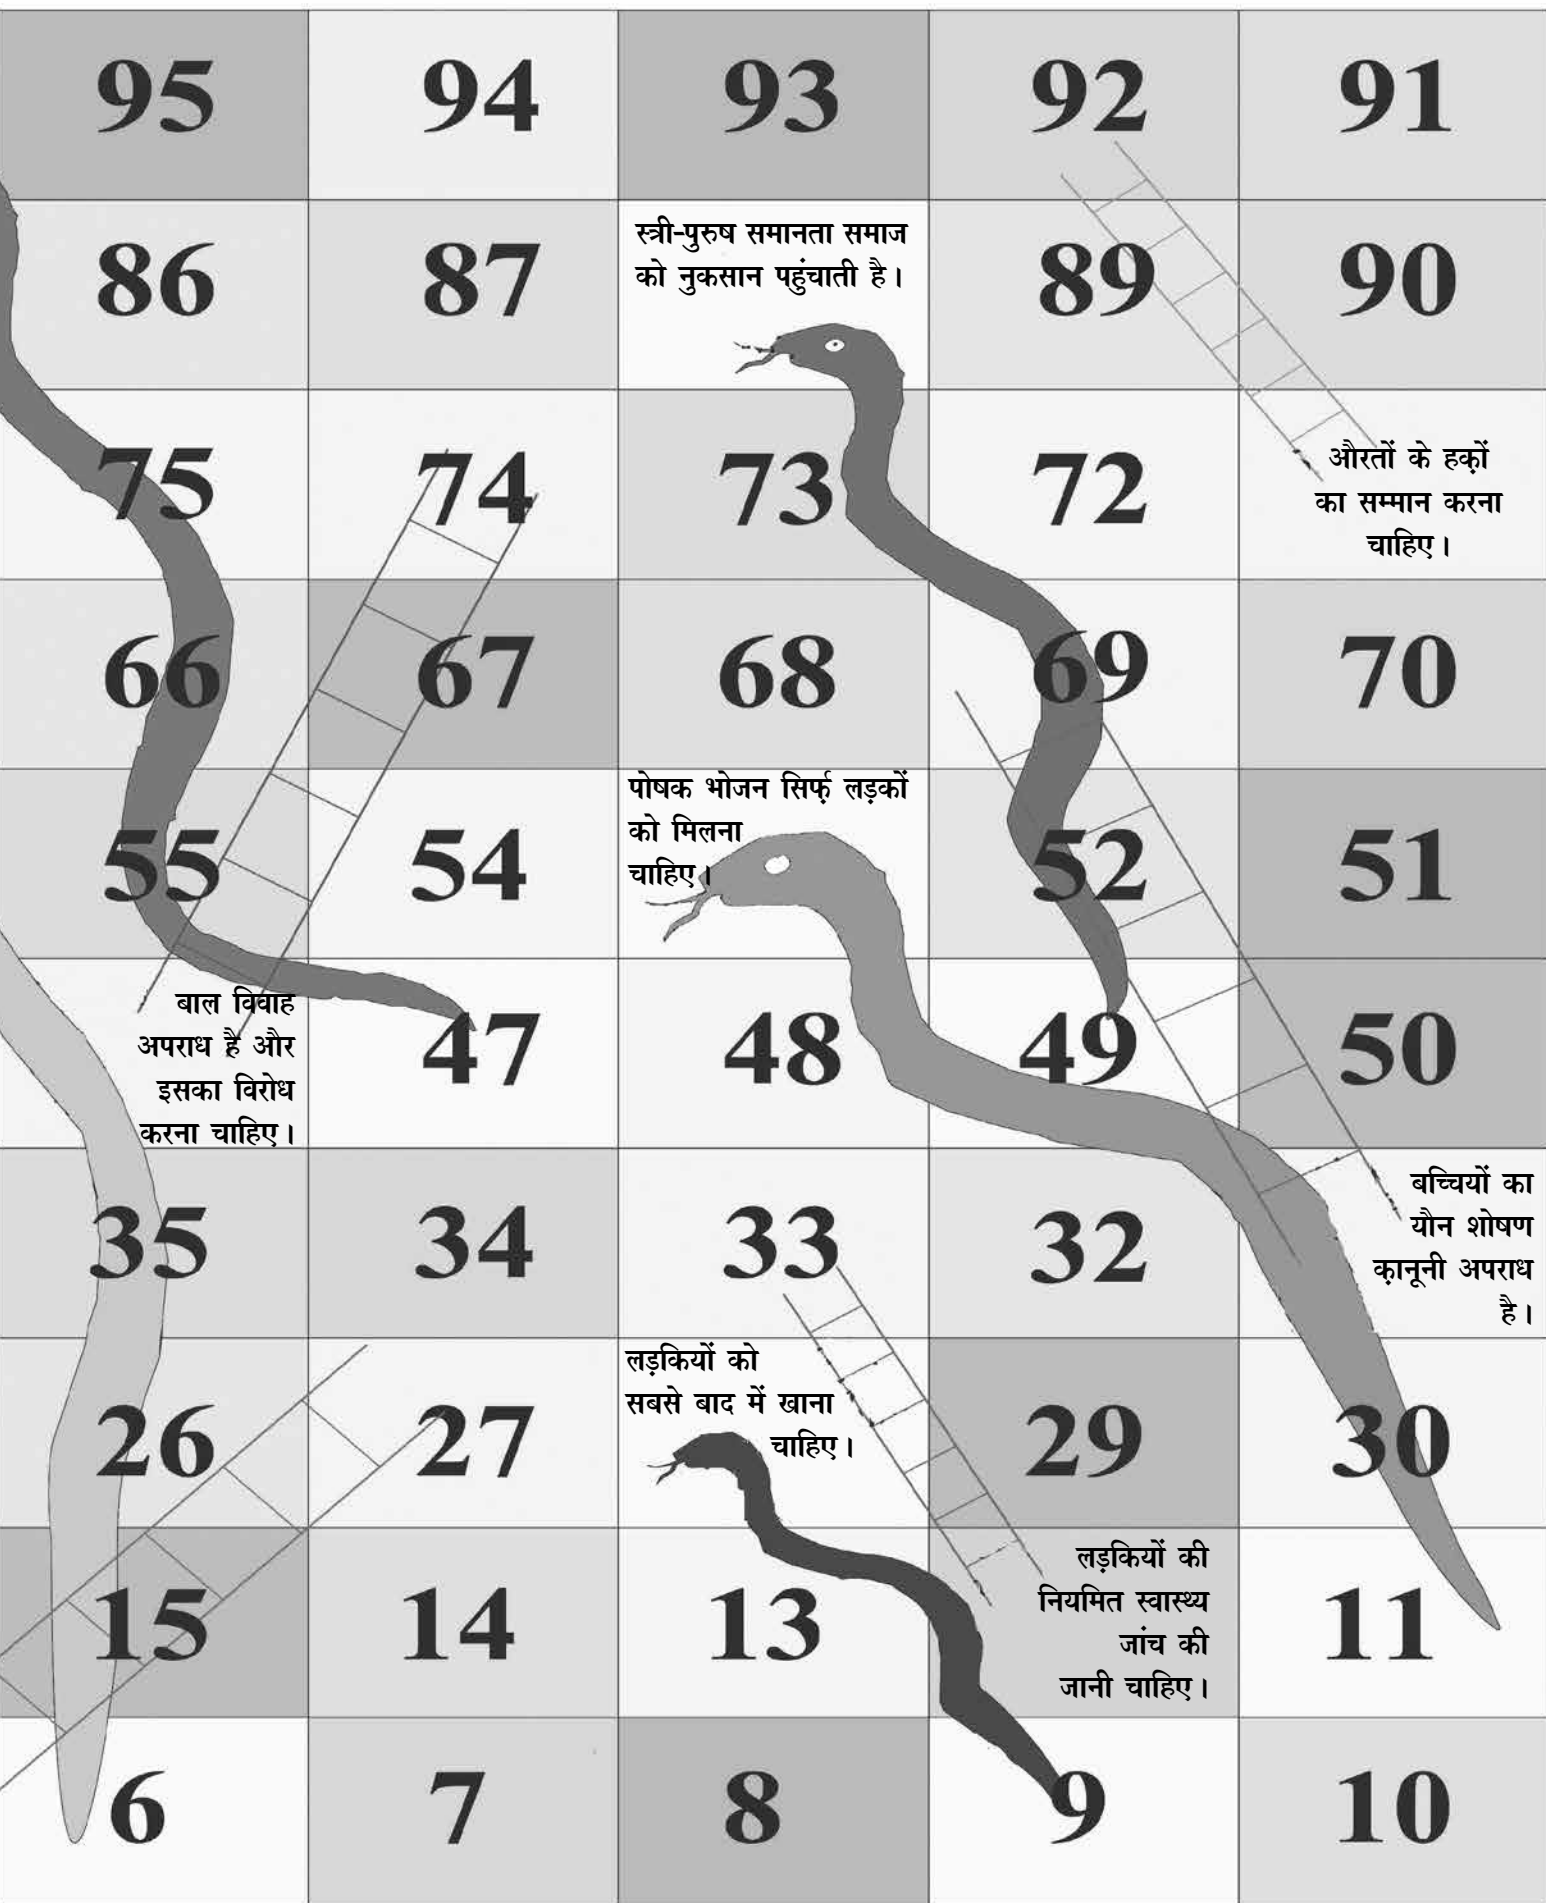 95 94 93 92 91
86 87
स्त्री-पुरुष समानता समाज
को नुकसान पहुंचाती है।
89 90
75 74 73 72
औरतों के हक़ों
का सम्मान करना
चाहिए।
66 67 68 69 70
55 54
पोषक भोजन सिर्फ़ लड़कों
को मिलना
चाहिए।
52 51
बाल विवाह
अपराध है और
इसका विरोध
करना चाहिए।
47 48 49 50
35 34 33 32
बच्चियों का
यौन शोषण
क़ानूनी अपराध
है।
26 27
लड़कियों को
सबसे बाद में खाना
चाहिए।
29 30
15 14 13
लड़कियों की
नियमित स्वास्थ्य
जांच की
जानी चाहिए।
11
6 7 8 9 10